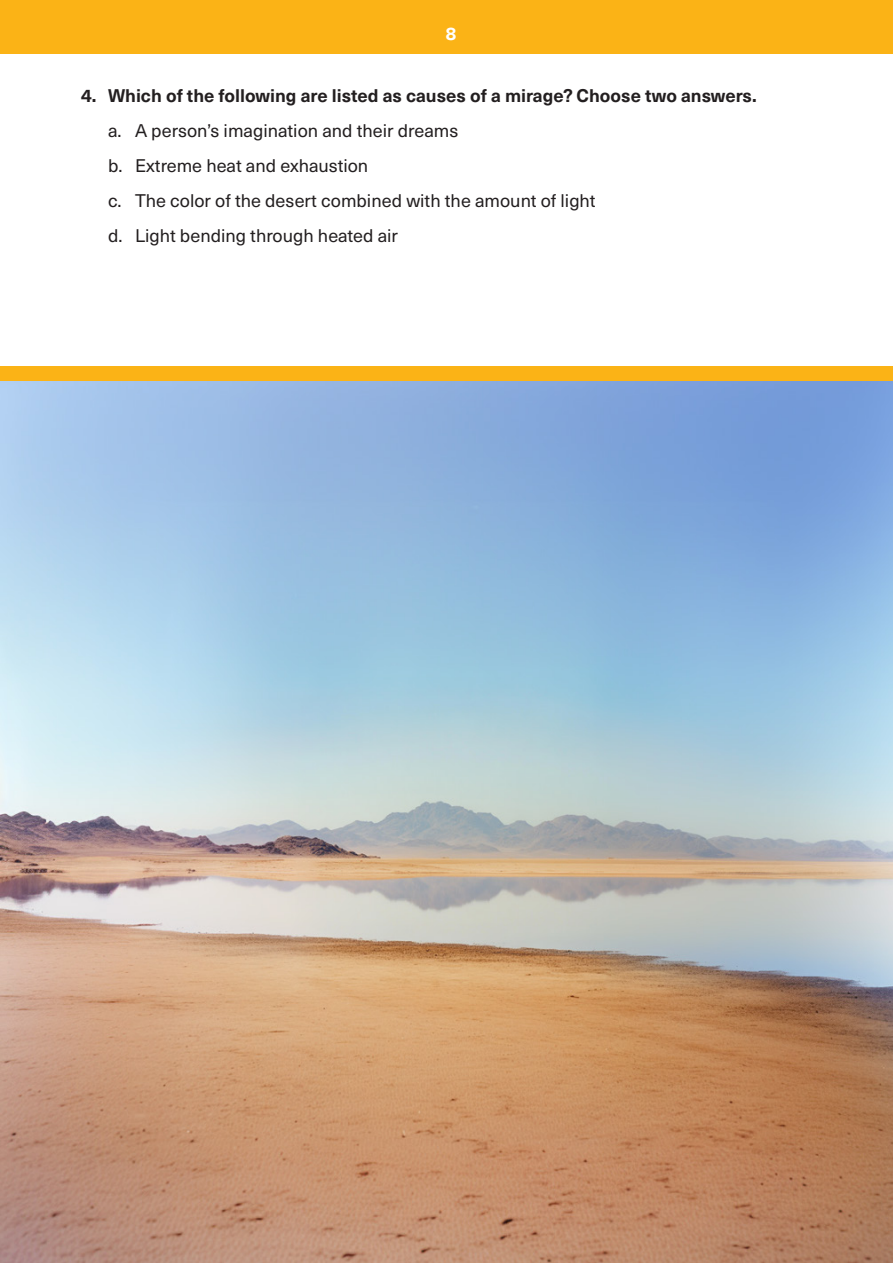 8
4. Which of the following are listed as causes of a mirage? Choose two answers.
a. A person's imagination and their dreams
b. Extreme heat and exhaustion
c. The color of the desert combined with the amount of light
d. Light bending through heated air